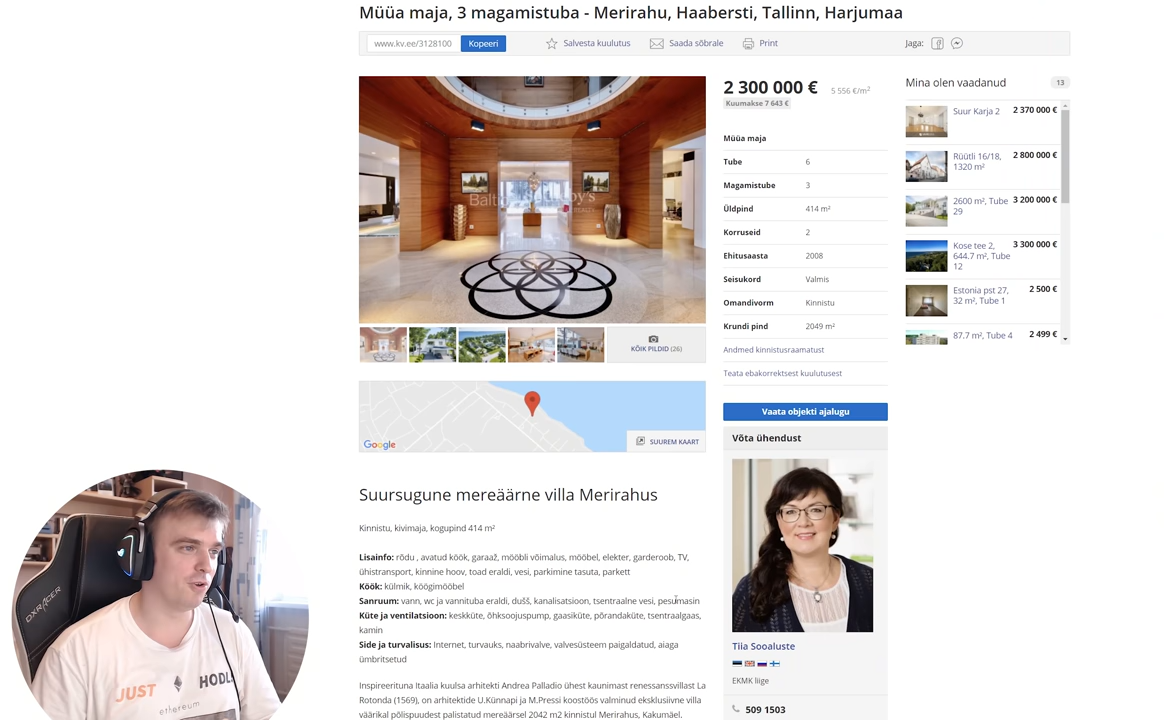 Müüa maja, 3 magamistuba - Merirahu, Haabersti, Tallinn, Harjumaa
www.kv.ee/3128100 Kopeeri Salvesta kuulutus Saada sõbrale Print Jaga:
2 300 000 € 5 556 €/m²
Kuumakse 7 643 €
Müüa maja
Tube 6
Magamistube 3
Üldpind 414 m²
Korruseid 2
Ehitusaasta 2008
Seisukord Valmis
Omandivorm Kinnistu
Krundi pind 2049 m²
Andmed kinnistusraamatust
Teata ebakorrektsest kuulutusest
Vaata objekti ajalugu
Võta ühendust
Tiia Sooaluste
EKMK liige
509 1503
Mina olen vaadanud 13
Suur Karja 2 2 370 000 €
Rüütli 16/18, 2 800 000 €
1320 m²
2600 m², Tube 3 200 000 €
29
Kose tee 2, 3 300 000 €
644.7 m², Tube
12
Estonia pst 27, 2 500 €
32 m², Tube 1
87.7 m², Tube 4 2 499 €
KÕIK PILDID (26)
Google
SUUREM KAART
Suursugune mereäärne villa Merirahus
Kinnistu, kivimaja, kogupind 414 m²
Lisainfo: rõdu , avatud köök, garaaž, mööbli võimalus, mööbel, elekter, garderoob, TV,
ühistransport, kinnine hoov, toad eraldi, vesi, parkimine tasuta, parkett
Köök: külmik, köögimööbel
Sanruum: vann, wc ja vannituba eraldi, dušš, kanalisatsioon, tsentraalne vesi, pesumasin
Küte ja ventilatsioon: keskküte, õhksoojuspump, gaasiküte, põrandaküte, tsentraalgaas,
kamin
Side ja turvalisus: Internet, turvauks, naabrivalve, valvesüsteem paigaldatud, aiaga
ümbritsetud
Inspireerituna Itaalia kuulsa arhitekti Andrea Palladio ühest kaunimast renessanssvillast La
Rotonda (1569), on arhitektide U.Künnapi ja M.Pressi koostöös valminud eksklusiivne villa
väärikal põlispuudest palistatud mereäärsel 2042 m2 kinnistul Merirahus, Kakumäel.
DXRACER
JUST HODL
ethereum